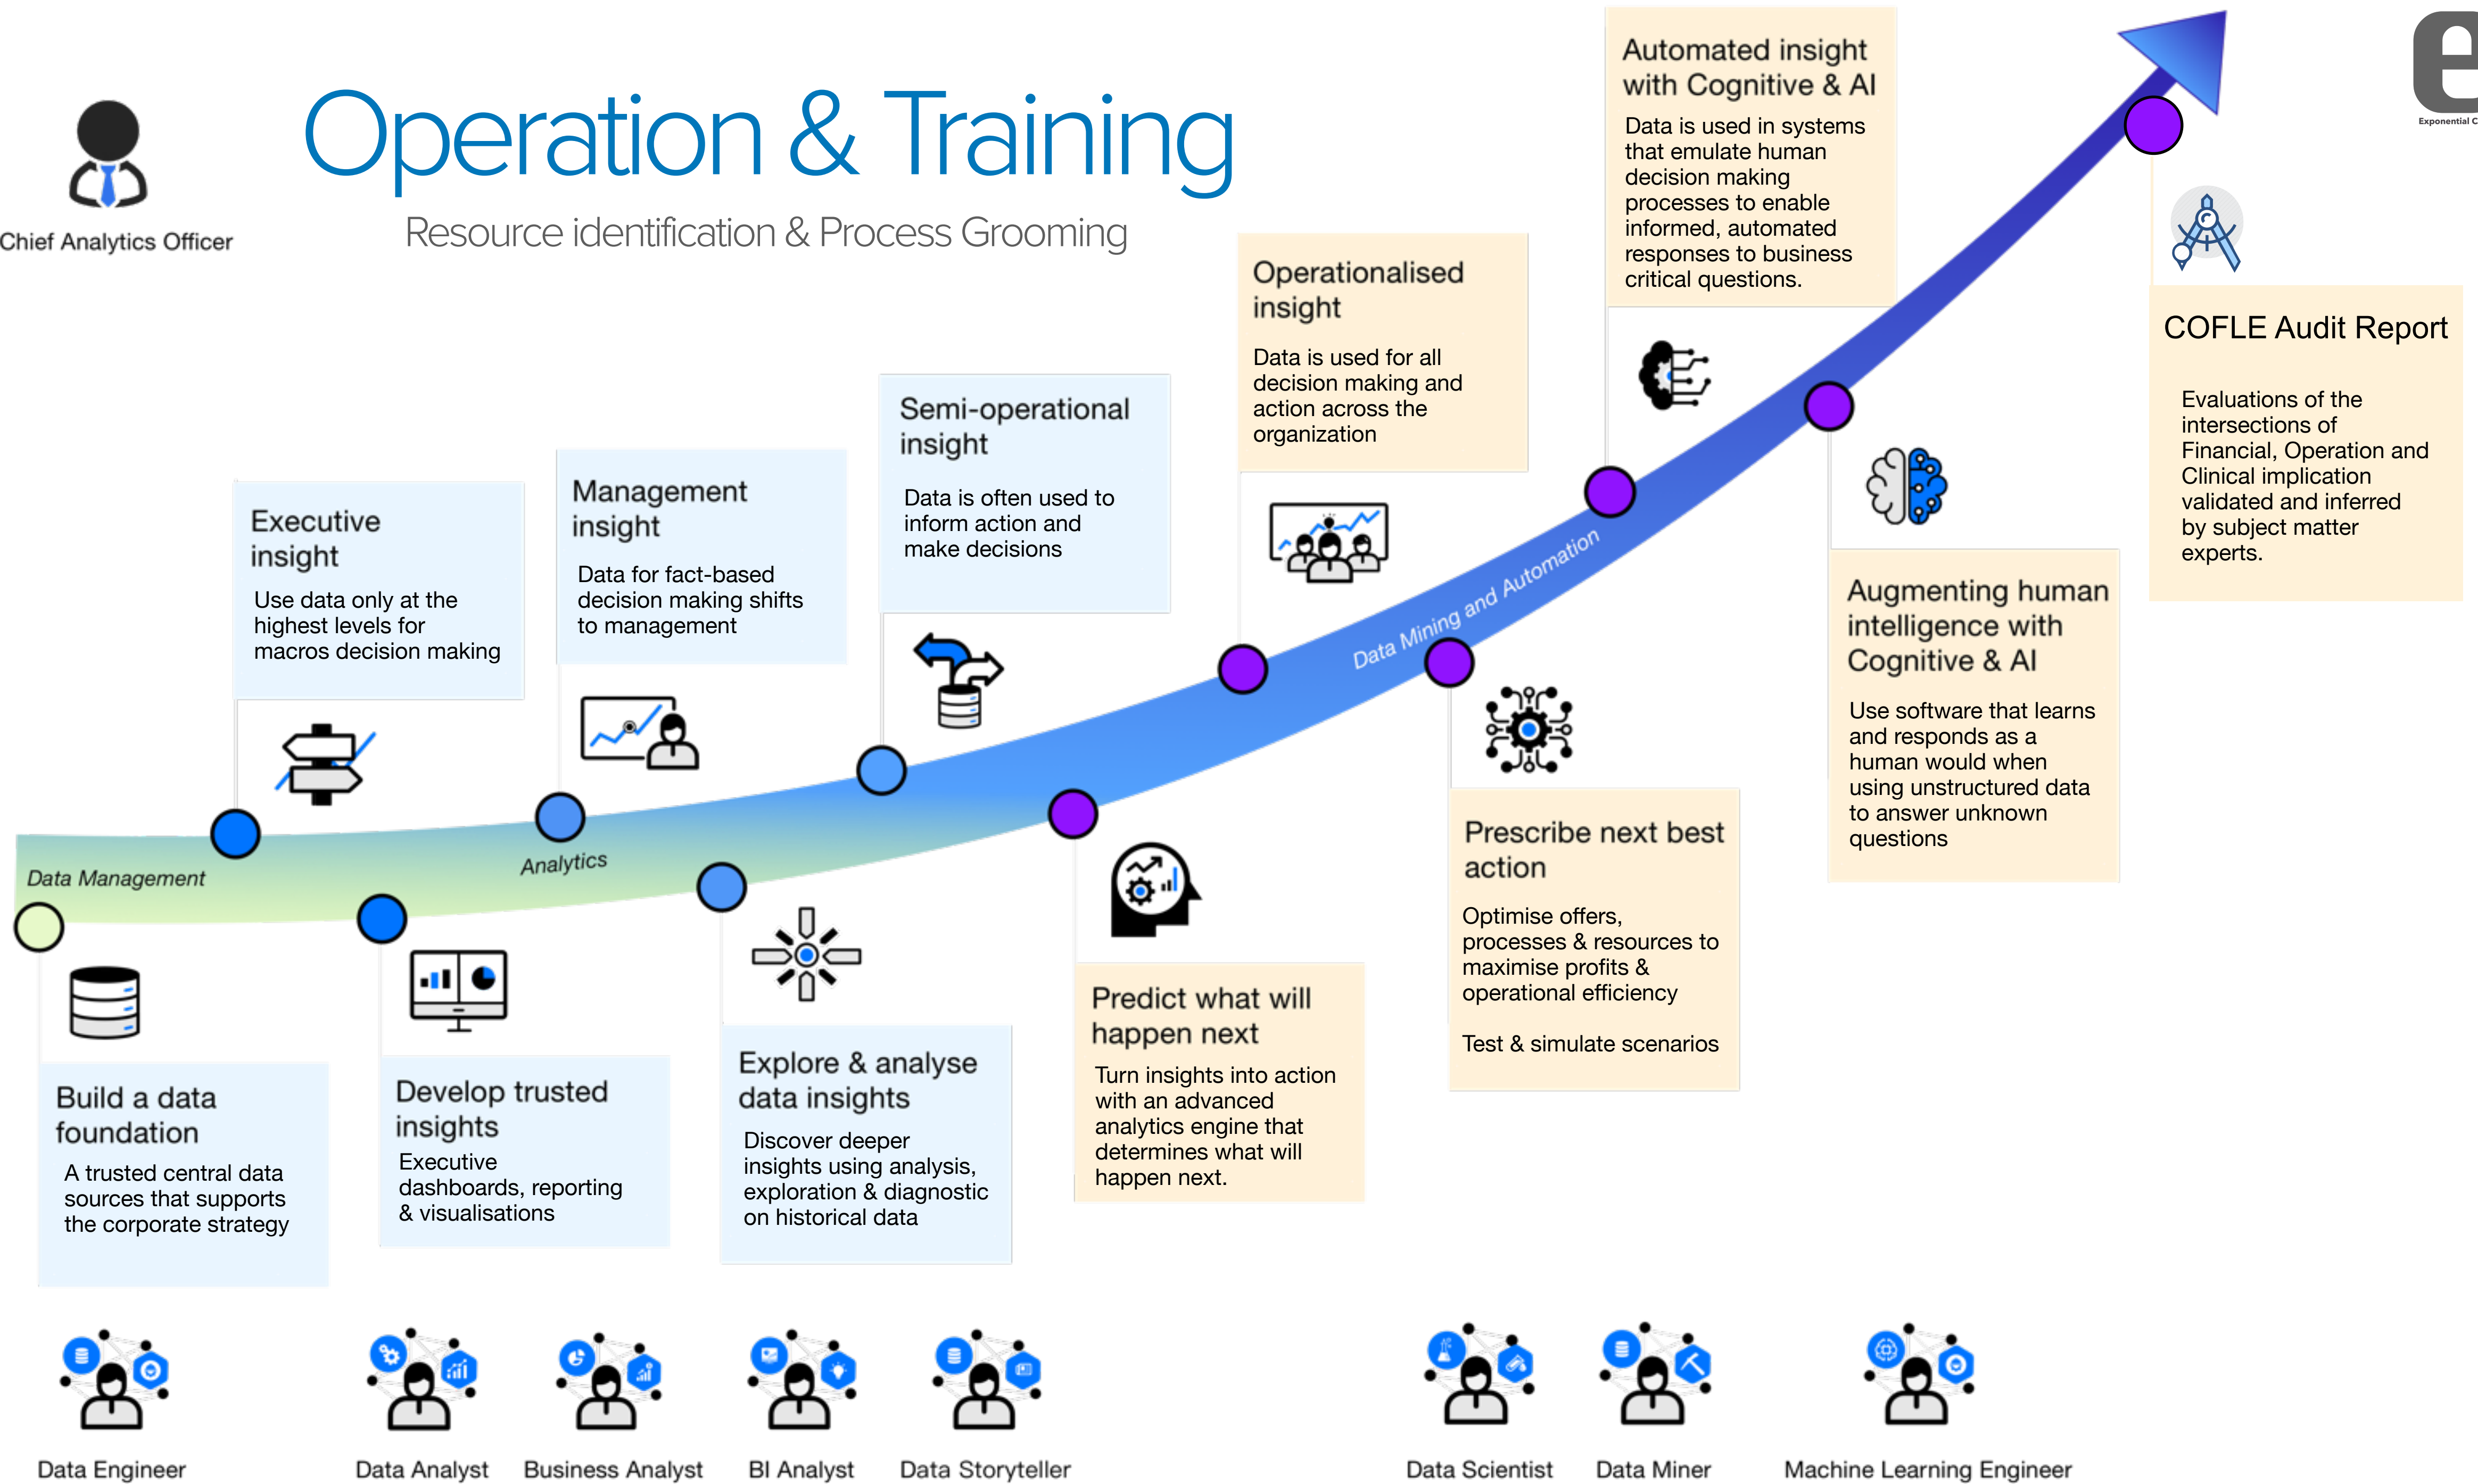 Operation & Training
Resource identification & Process Grooming
Chief Analytics Officer
Exponential C
Data Management
Analytics
Data Mining and Automation
Build a data
foundation
A trusted central data
sources that supports
the corporate strategy
Executive
insight
Use data only at the
highest levels for
macros decision making
Develop trusted
insights
Executive
dashboards, reporting
& visualisations
Management
insight
Data for fact-based
decision making shifts
to management
Explore & analyse
data insights
Discover deeper
insights using analysis,
exploration & diagnostic
on historical data
Semi-operational
insight
Data is often used to
inform action and
make decisions
Predict what will
happen next
Turn insights into action
with an advanced
analytics engine that
determines what will
happen next.
Operationalised
insight
Data is used for all
decision making and
action across the
organization
Prescribe next best
action
Optimise offers,
processes & resources to
maximise profits &
operational efficiency
Test & simulate scenarios
Automated insight
with Cognitive & AI
Data is used in systems
that emulate human
decision making
processes to enable
informed, automated
responses to business
critical questions.
Augmenting human
intelligence with
Cognitive & AI
Use software that learns
and responds as a
human would when
using unstructured data
to answer unknown
questions
COFLE Audit Report
Evaluations of the
intersections of
Financial, Operation and
Clinical implication
validated and inferred
by subject matter
experts.
Data Engineer
Data Analyst
Business Analyst
BI Analyst
Data Storyteller
Data Scientist
Data Miner
Machine Learning Engineer